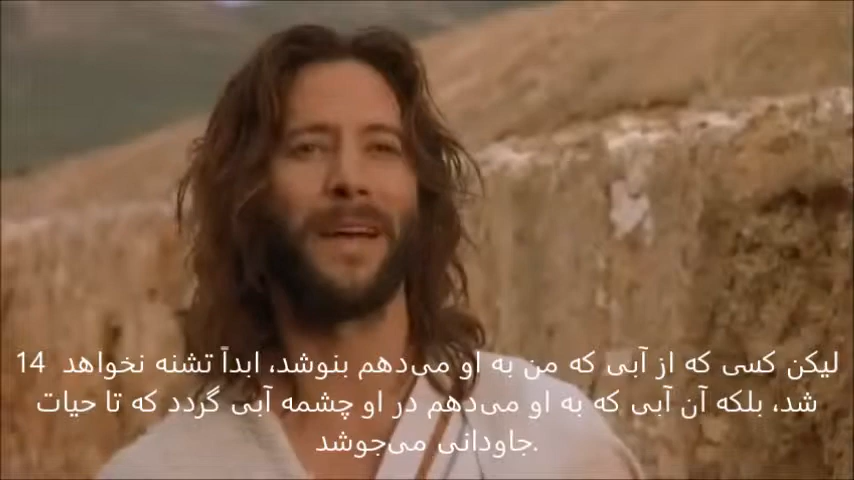 14 لیکن کسی که از آبی که من به او می‌دهم بنوشد، ابداً تشنه نخواهد
شد، بلکه آن آبی که به او می‌دهم در او چشمه آبی گردد که تا حیات
جاودانی می‌جوشد.